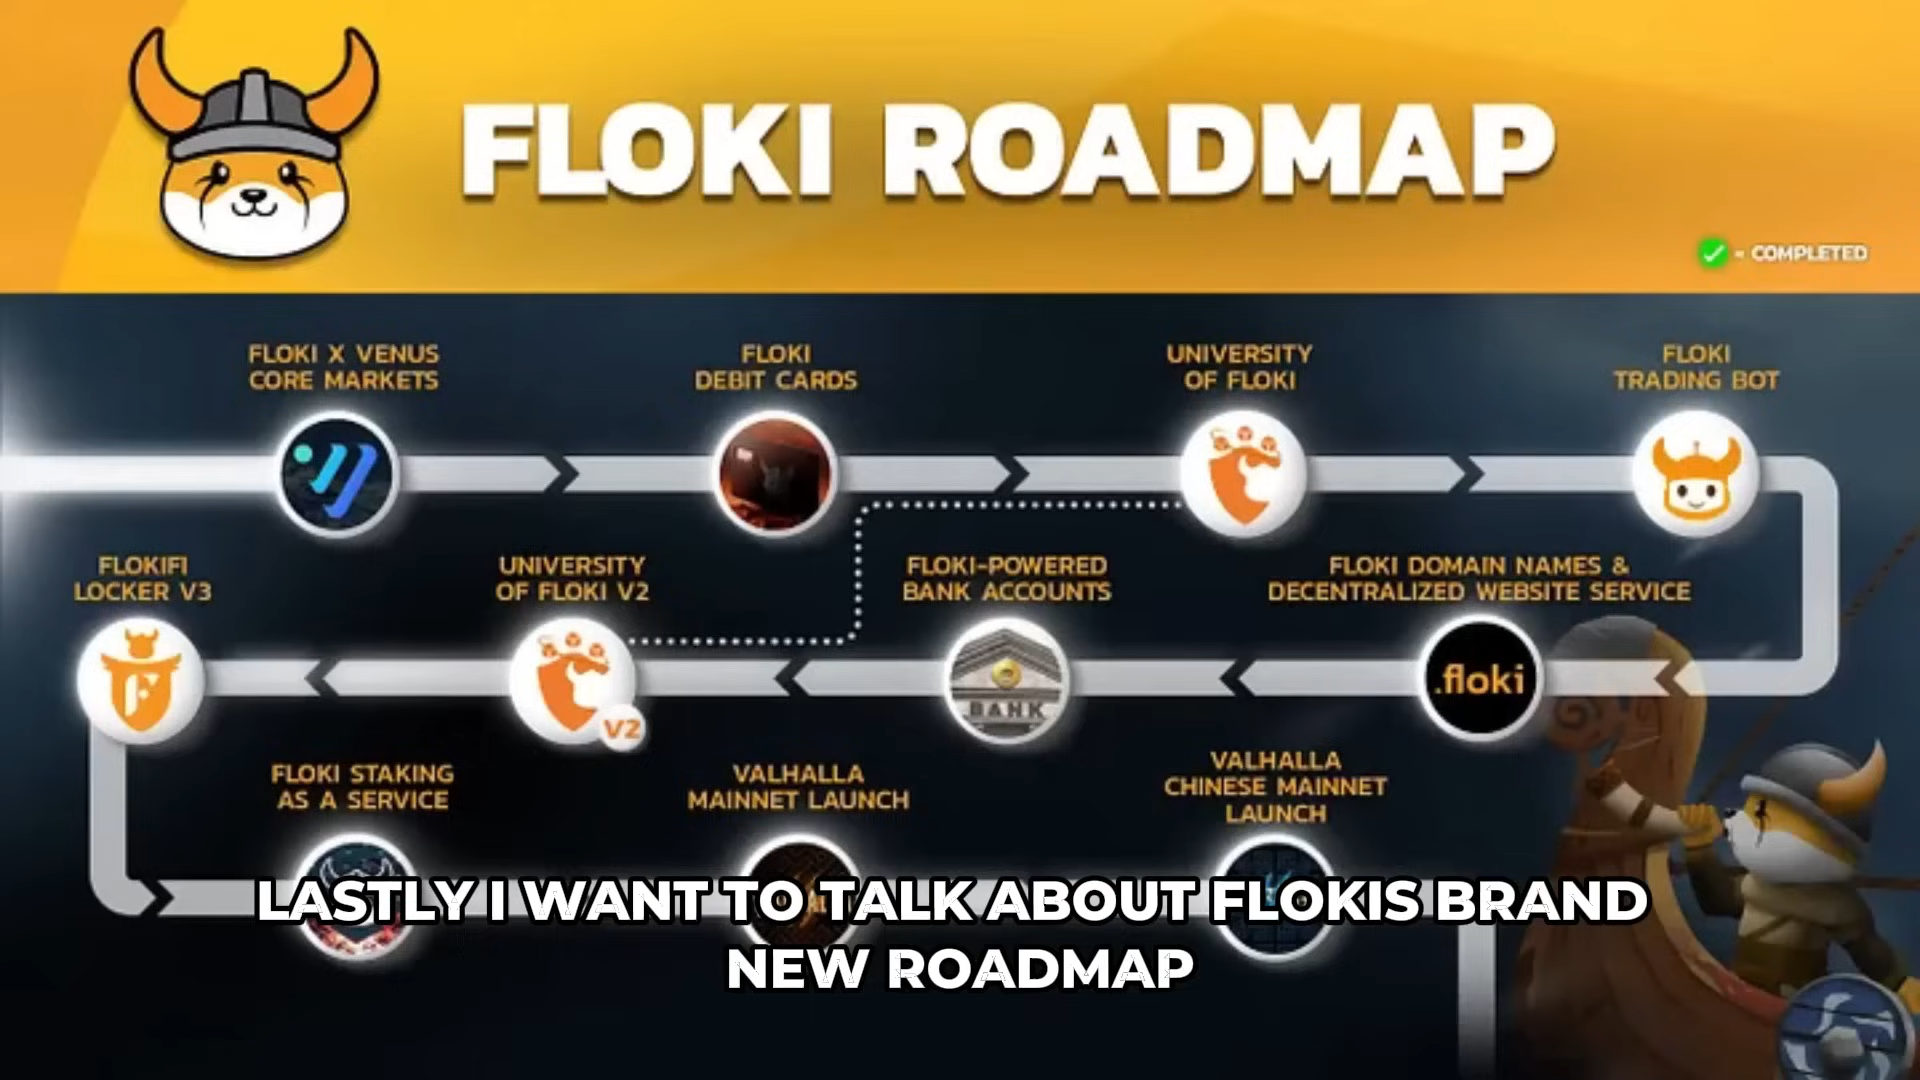 FLOKI ROADMAP
= COMPLETED
FLOKI X VENUS
CORE MARKETS
FLOKI
DEBIT CARDS
UNIVERSITY
OF FLOKI
FLOKI
TRADING BOT
FLOKIFI
LOCKER V3
UNIVERSITY
OF FLOKI V2
FLOKI-POWERED
BANK ACCOUNTS
FLOKI DOMAIN NAMES &
DECENTRALIZED WEBSITE SERVICE
F
V2
BANK
.floki
FLOKI STAKING
AS A SERVICE
VALHALLA
MAINNET LAUNCH
VALHALLA
CHINESE MAINNET
LAUNCH
LASTLY I WANT TO TALK ABOUT FLOKIS BRAND
NEW ROADMAP